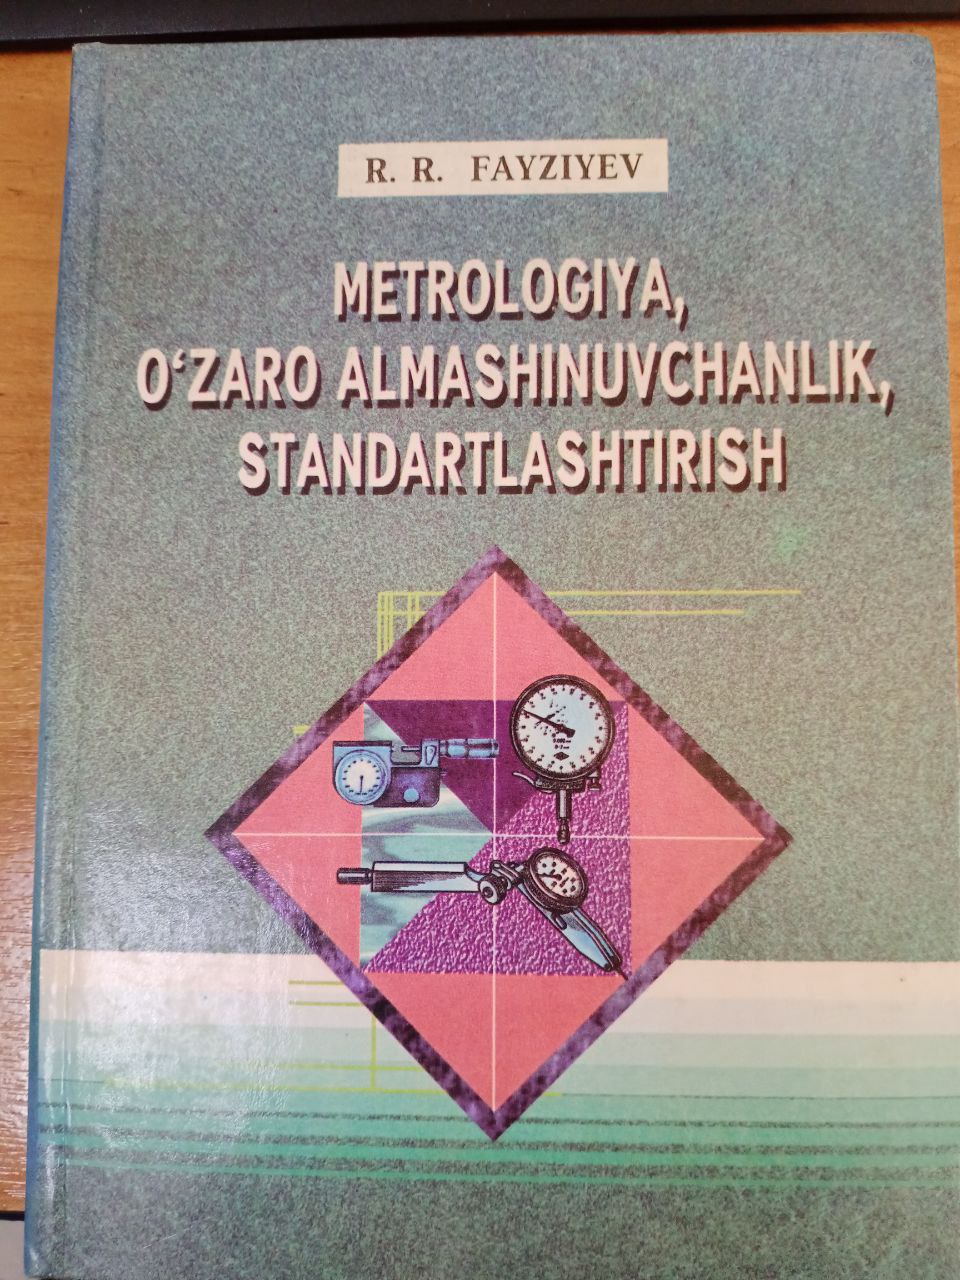 R. R. FAYZIYEV
METROLOGIYA,
O‘ZARO ALMASHINUVCHANLIK,
STANDARTLASHTIRISH